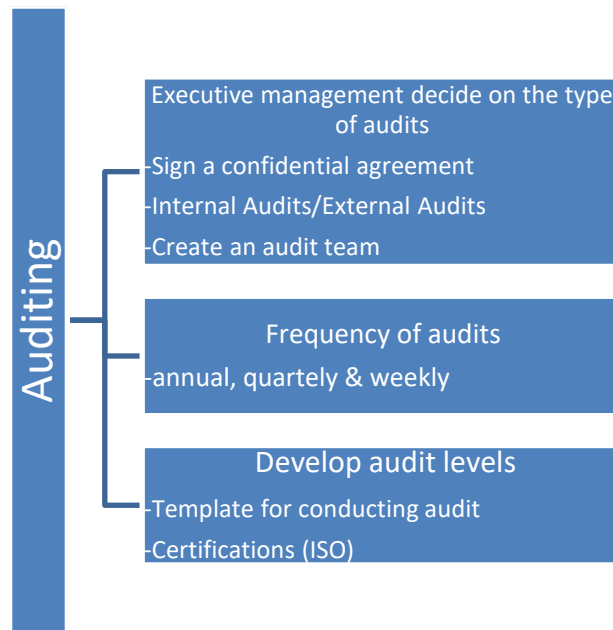 Auditing
Executive management decide on the type
of audits
-Sign a confidential agreement
-Internal Audits/External Audits
-Create an audit team
Frequency of audits
-annual, quartely & weekly
Develop audit levels
-Template for conducting audit
-Certifications (ISO)